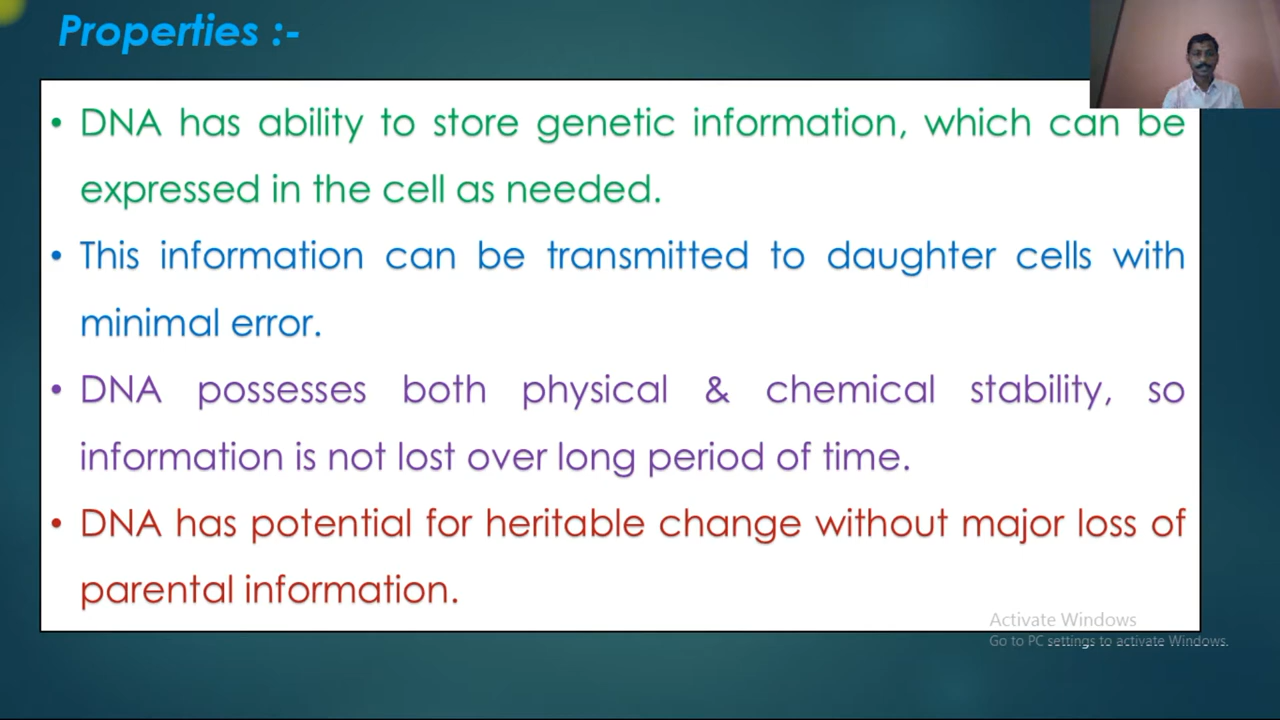 Properties :-
• DNA has ability to store genetic information, which can be
expressed in the cell as needed.
• This information can be transmitted to daughter cells with
minimal error.
• DNA possesses both physical & chemical stability, so
information is not lost over long period of time.
• DNA has potential for heritable change without major loss of
parental information.
Activate Windows
Go to PC settings to activate Windows.